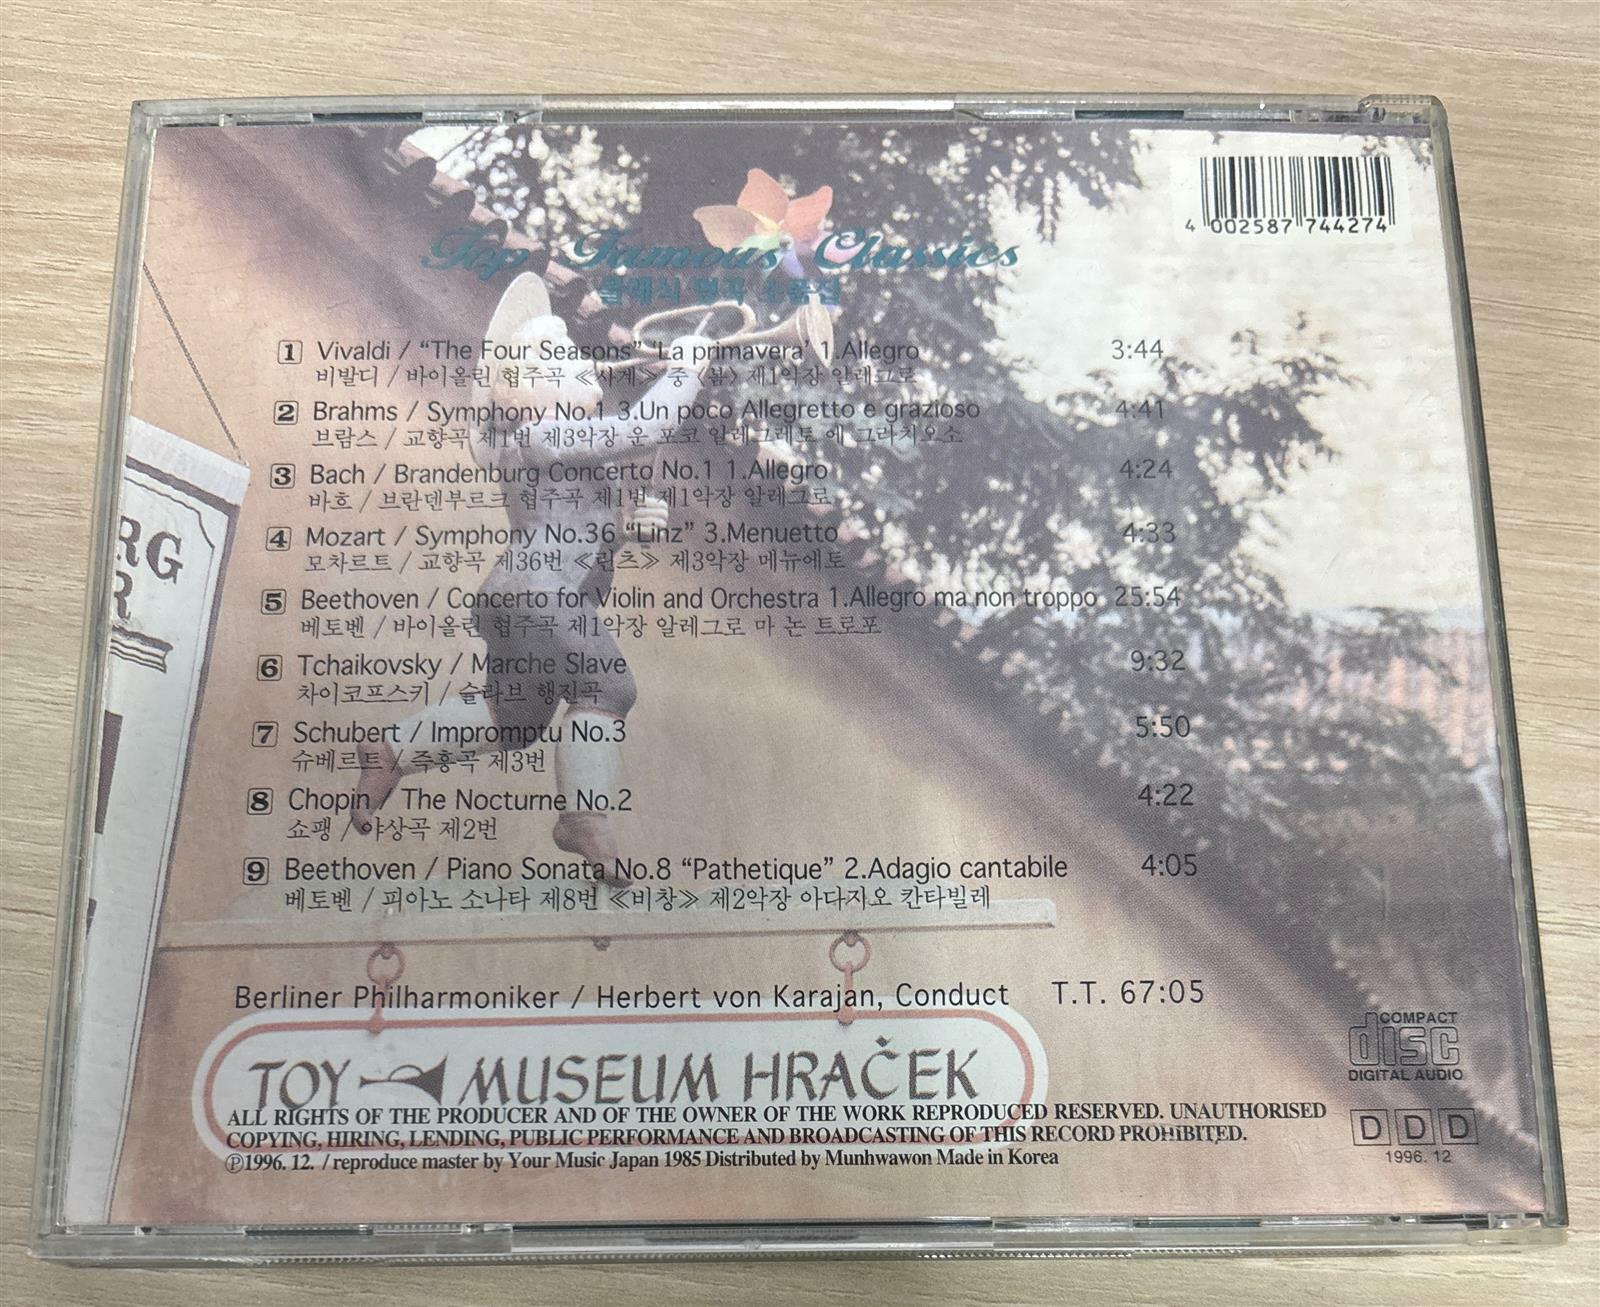 4 002587 744274
Top Famous Classics
클래식 명곡 소품집
1 Vivaldi / “The Four Seasons” ‘La primavera’ 1.Allegro 3:44
비발디 / 바이올린 협주곡 ≪사계≫ 중 〈봄〉 제1악장 알레그로
2 Brahms / Symphony No.1 3.Un poco Allegretto e grazioso 4:41
브람스 / 교향곡 제1번 제3악장 운 포코 알레그레토 에 그라치오소
3 Bach / Brandenburg Concerto No.1 1.Allegro 4:24
바흐 / 브란덴부르크 협주곡 제1번 제1악장 알레그로
4 Mozart / Symphony No.36 “Linz” 3.Menuetto 4:33
모차르트 / 교향곡 제36번 ≪린츠≫ 제3악장 메뉴에토
5 Beethoven / Concerto for Violin and Orchestra 1.Allegro ma non troppo 25:54
베토벤 / 바이올린 협주곡 제1악장 알레그로 마 논 트로포
6 Tchaikovsky / Marche Slave 9:32
차이코프스키 / 슬라브 행진곡
7 Schubert / Impromptu No.3 5:50
슈베르트 / 즉흥곡 제3번
8 Chopin / The Nocturne No.2 4:22
쇼팽 / 야상곡 제2번
9 Beethoven / Piano Sonata No.8 “Pathetique” 2.Adagio cantabile 4:05
베토벤 / 피아노 소나타 제8번 ≪비창≫ 제2악장 아다지오 칸타빌레
RG
R
Berliner Philharmoniker / Herbert von Karajan, Conduct T.T. 67:05
TOY MUSEUM HRAČEK
COMPACT
disc
DIGITAL AUDIO
ALL RIGHTS OF THE PRODUCER AND OF THE OWNER OF THE WORK REPRODUCED RESERVED. UNAUTHORISED
COPYING, HIRING, LENDING, PUBLIC PERFORMANCE AND BROADCASTING OF THIS RECORD PROHIBITED.
Ⓟ1996. 12. / reproduce master by Your Music Japan 1985 Distributed by Munhwawon Made in Korea
DDD
1996. 12